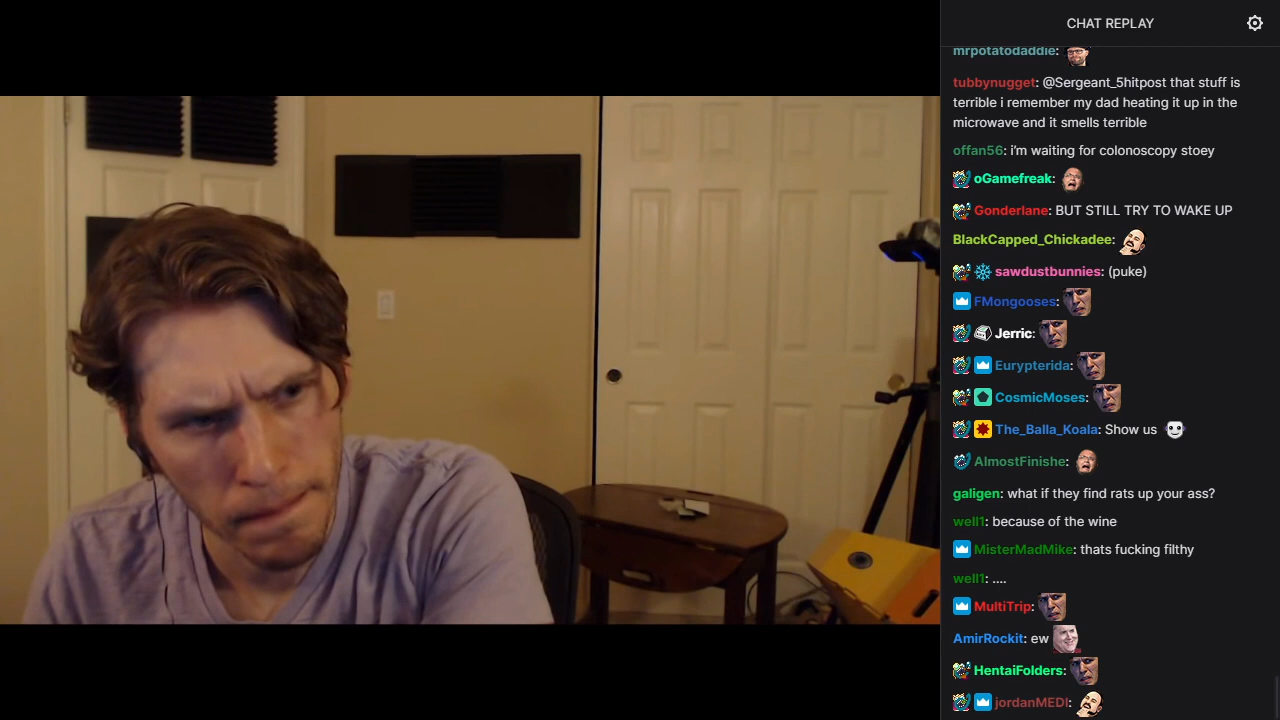 CHAT REPLAY
mrpotatodaddie:
tubbynugget: @Sergeant_5hitpost that stuff is
terrible i remember my dad heating it up in the
microwave and it smells terrible
offan56: i'm waiting for colonoscopy stoey
oGamefreak:
Gonderlane: BUT STILL TRY TO WAKE UP
BlackCapped_Chickadee:
sawdustbunnies: (puke)
FMongooses:
Jerric:
Eurypterida:
CosmicMoses:
The_Balla_Koala: Show us
AlmostFinishe:
galigen: what if they find rats up your ass?
well1: because of the wine
MisterMadMike: thats fucking filthy
well1: ....
MultiTrip:
AmirRockit: ew
HentaiFolders:
jordanMEDI: